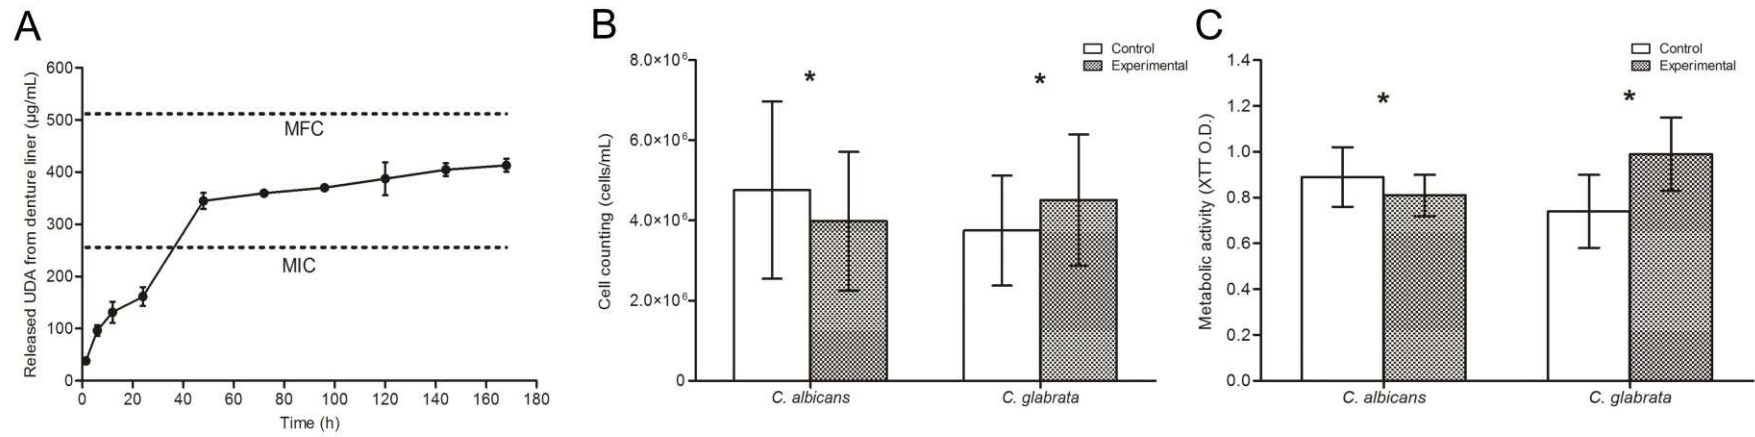 A
Released UDA from denture liner (µg/mL)
600
500
400
300
200
100
0
MFC
MIC
0 20 40 60 80 100 120 140 160 180
Time (h)
B
Control
Experimental
Cell counting (cells/mL)
8.0×10⁶
6.0×10⁶
4.0×10⁶
2.0×10⁶
0
* *
C. albicans C. glabrata
C
Control
Experimental
Metabolic activity (XTT O.D.)
1.4
1.2
1.0
0.8
0.6
0.4
0.2
0.0
* *
C. albicans C. glabrata